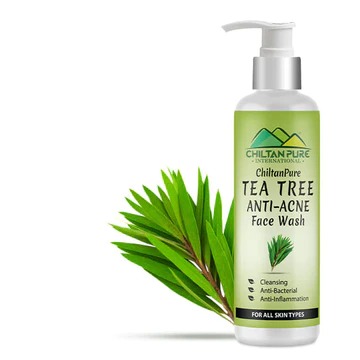 CHILTAN PURE
INTERNATIONAL
ChiltanPure
TEA TREE
ANTI-ACNE
Face Wash
Cleansing
Anti-Bacterial
Anti-Inflammation
FOR ALL SKIN TYPES